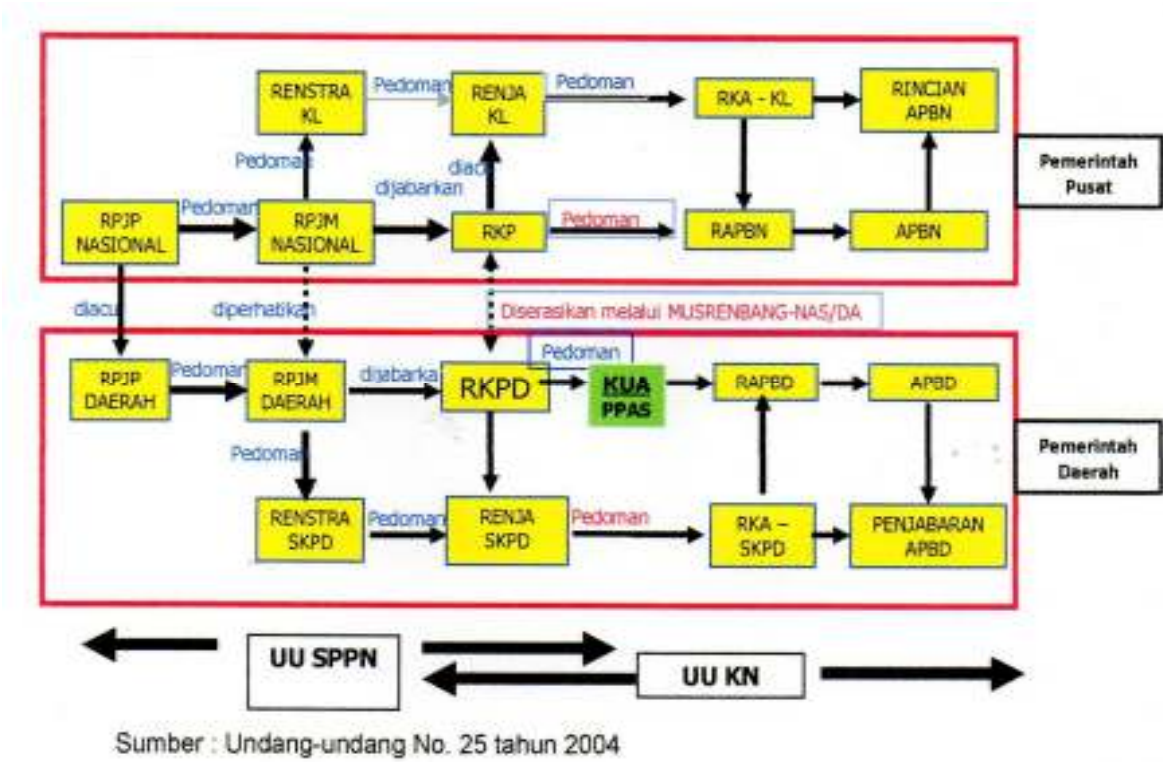 RENSTRA
KL
Pedoman
RENJA
KL
Pedoman
RKA - KL
RINCIAN
APBN
Pedoman
diacu
dijabarkan
RPJP
NASIONAL
Pedoman
RPJM
NASIONAL
RKP
Pedoman
RAPBN
APBN
Pemerintah
Pusat
diacu
diperhatikan
Diserasikan melalui MUSRENBANG-NAS/DA
Pedoman
RPJP
DAERAH
Pedoman
RPJM
DAERAH
dijabarka
RKPD
KUA
PPAS
RAPBD
APBD
Pemerintah
Daerah
Pedoman
RENSTRA
SKPD
Pedoman
RENJA
SKPD
Pedoman
RKA –
SKPD
PENJABARAN
APBD
UU SPPN
UU KN
Sumber : Undang-undang No. 25 tahun 2004